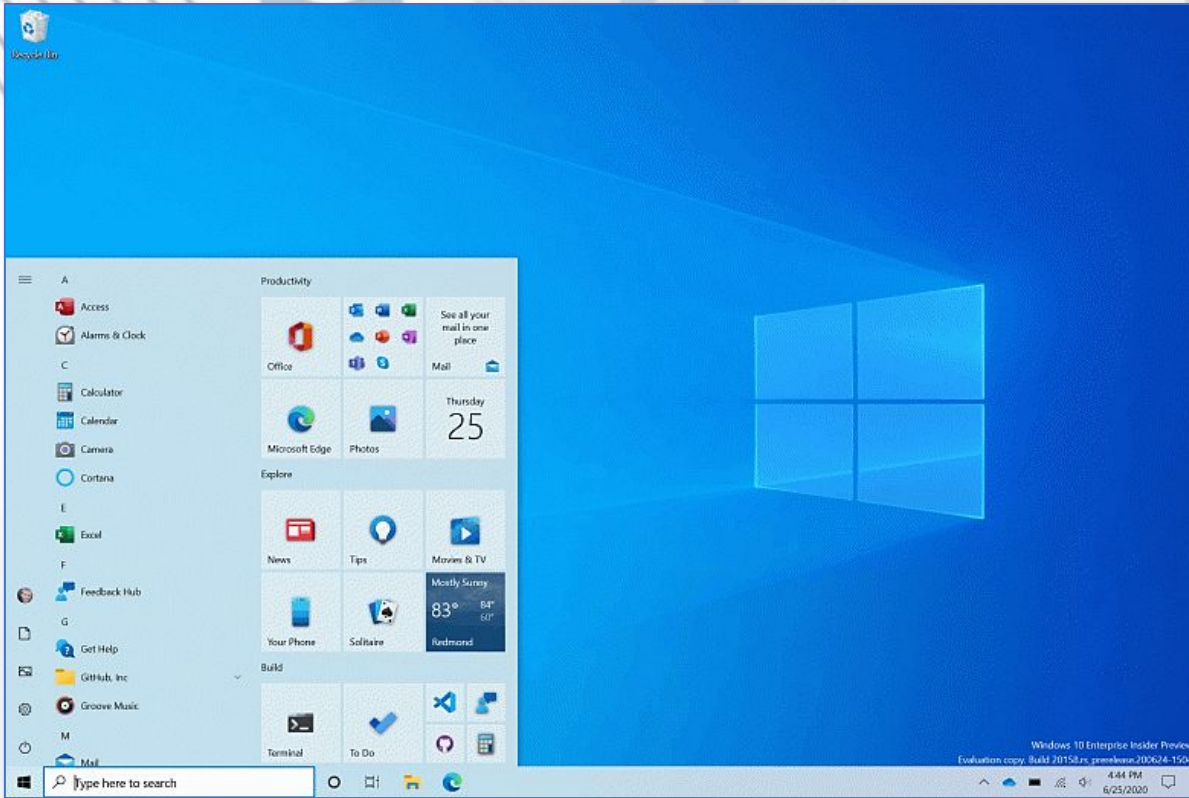 Recycle Bin
A
Access
Alarms & Clock
C
Calculator
Calendar
Camera
Cortana
E
Excel
F
Feedback Hub
G
Get Help
GitHub, Inc
Groove Music
M
Mail
Productivity
Office
See all your
mail in one
place
Mail
Microsoft Edge
Photos
Thursday
25
Explore
News
Tips
Movies & TV
Your Phone
Solitaire
Mostly Sunny
83°
84°
60°
Redmond
Build
Terminal
To Do
Type here to search
Windows 10 Enterprise Insider Preview
Evaluation copy. Build 20158.rs_prerelease.200624-1504
4:44 PM
6/25/2020